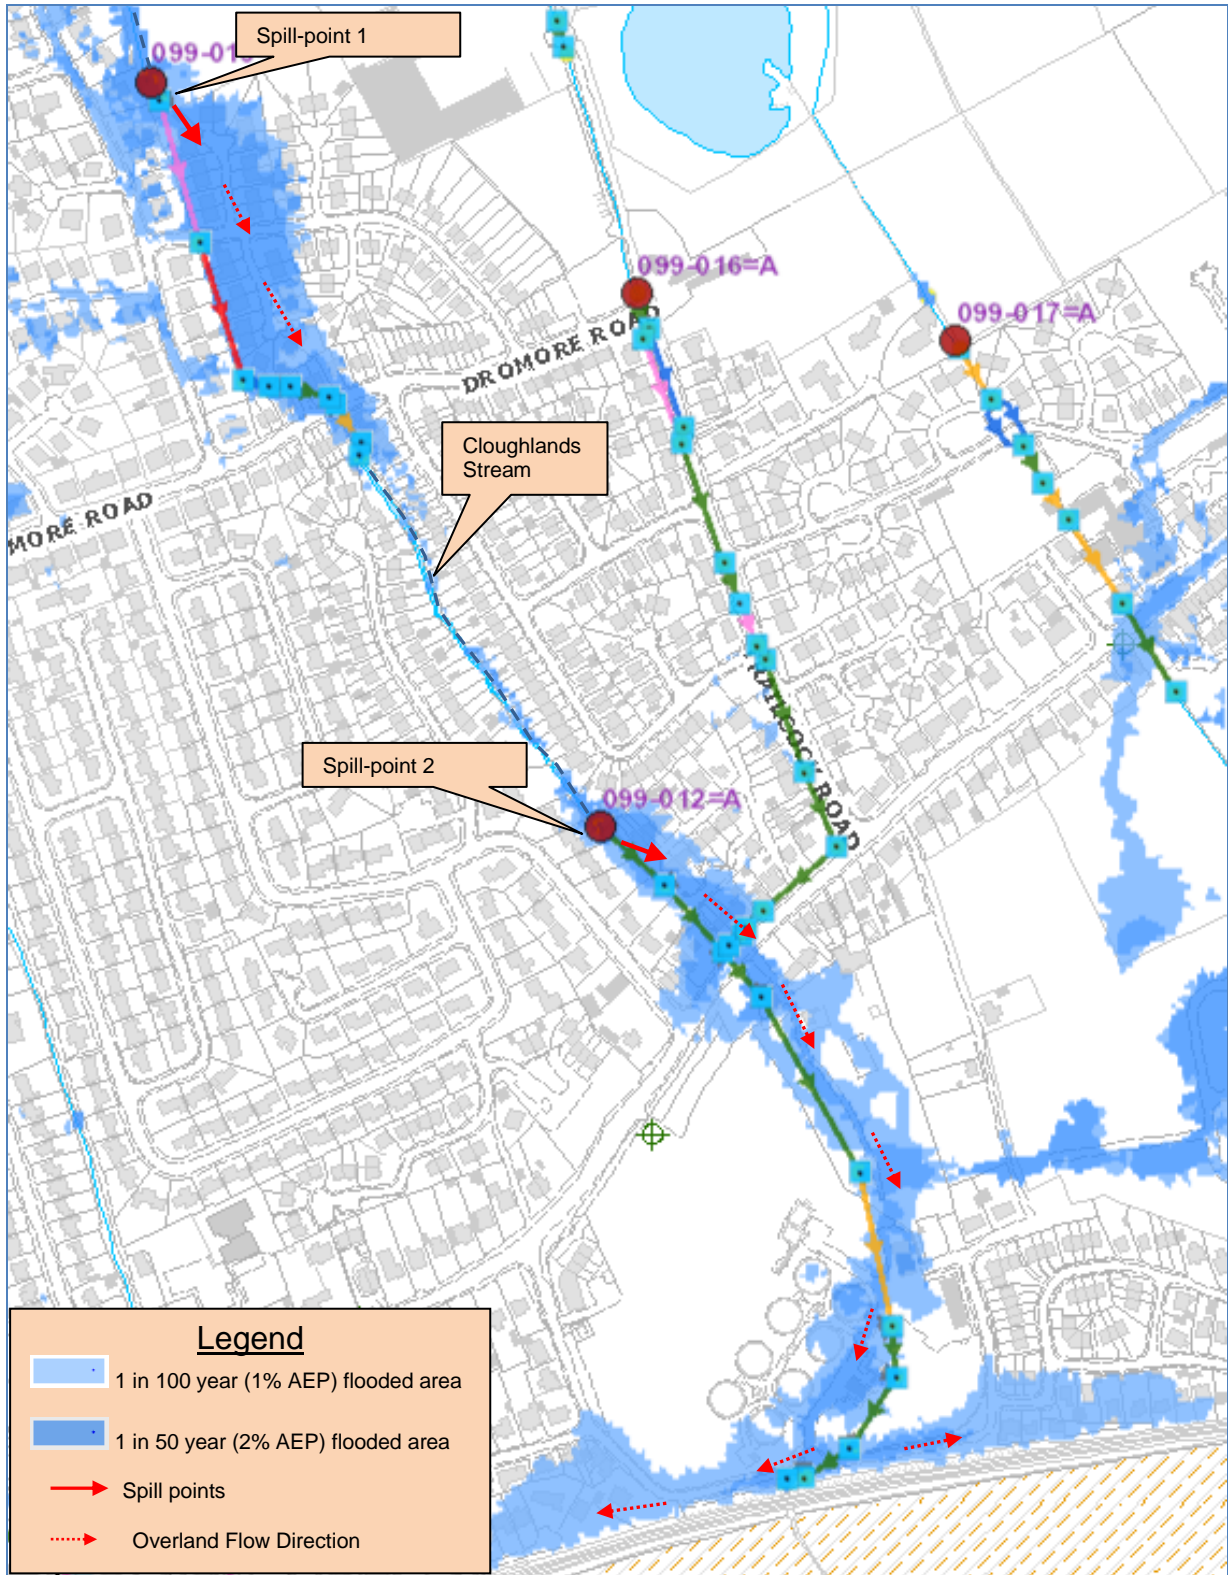 Spill-point 1
099-01
099-016=A
099-017=A
DROMORE ROAD
Cloughlands
Stream
MORE ROAD
Spill-point 2
099-012=A
ROAD
Legend
1 in 100 year (1% AEP) flooded area
1 in 50 year (2% AEP) flooded area
Spill points
Overland Flow Direction